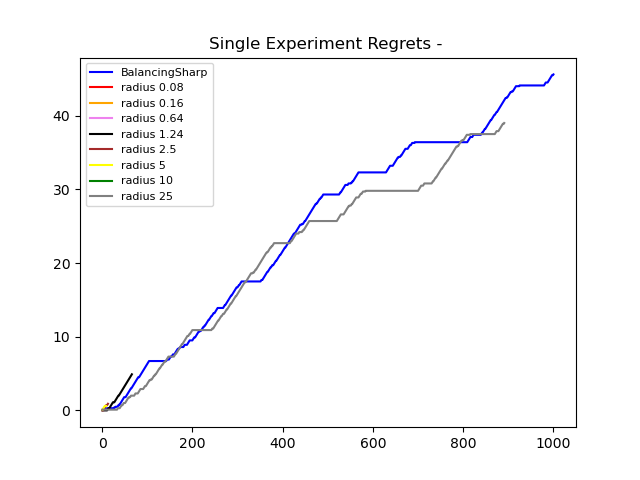 Single Experiment Regrets -
BalancingSharp
radius 0.08
radius 0.16
radius 0.64
radius 1.24
radius 2.5
radius 5
radius 10
radius 25
40
30
20
10
0
0 200 400 600 800 1000